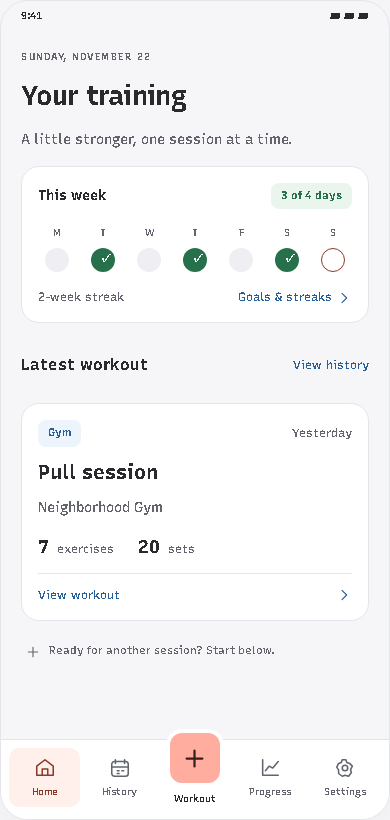 9:41
SUNDAY, NOVEMBER 22
Your training
A little stronger, one session at a time.
This week
3 of 4 days
M T W T F S S
2-week streak
Goals & streaks
Latest workout
View history
Gym
Yesterday
Pull session
Neighborhood Gym
7 exercises 20 sets
View workout
Ready for another session? Start below.
Home
History
Workout
Progress
Settings